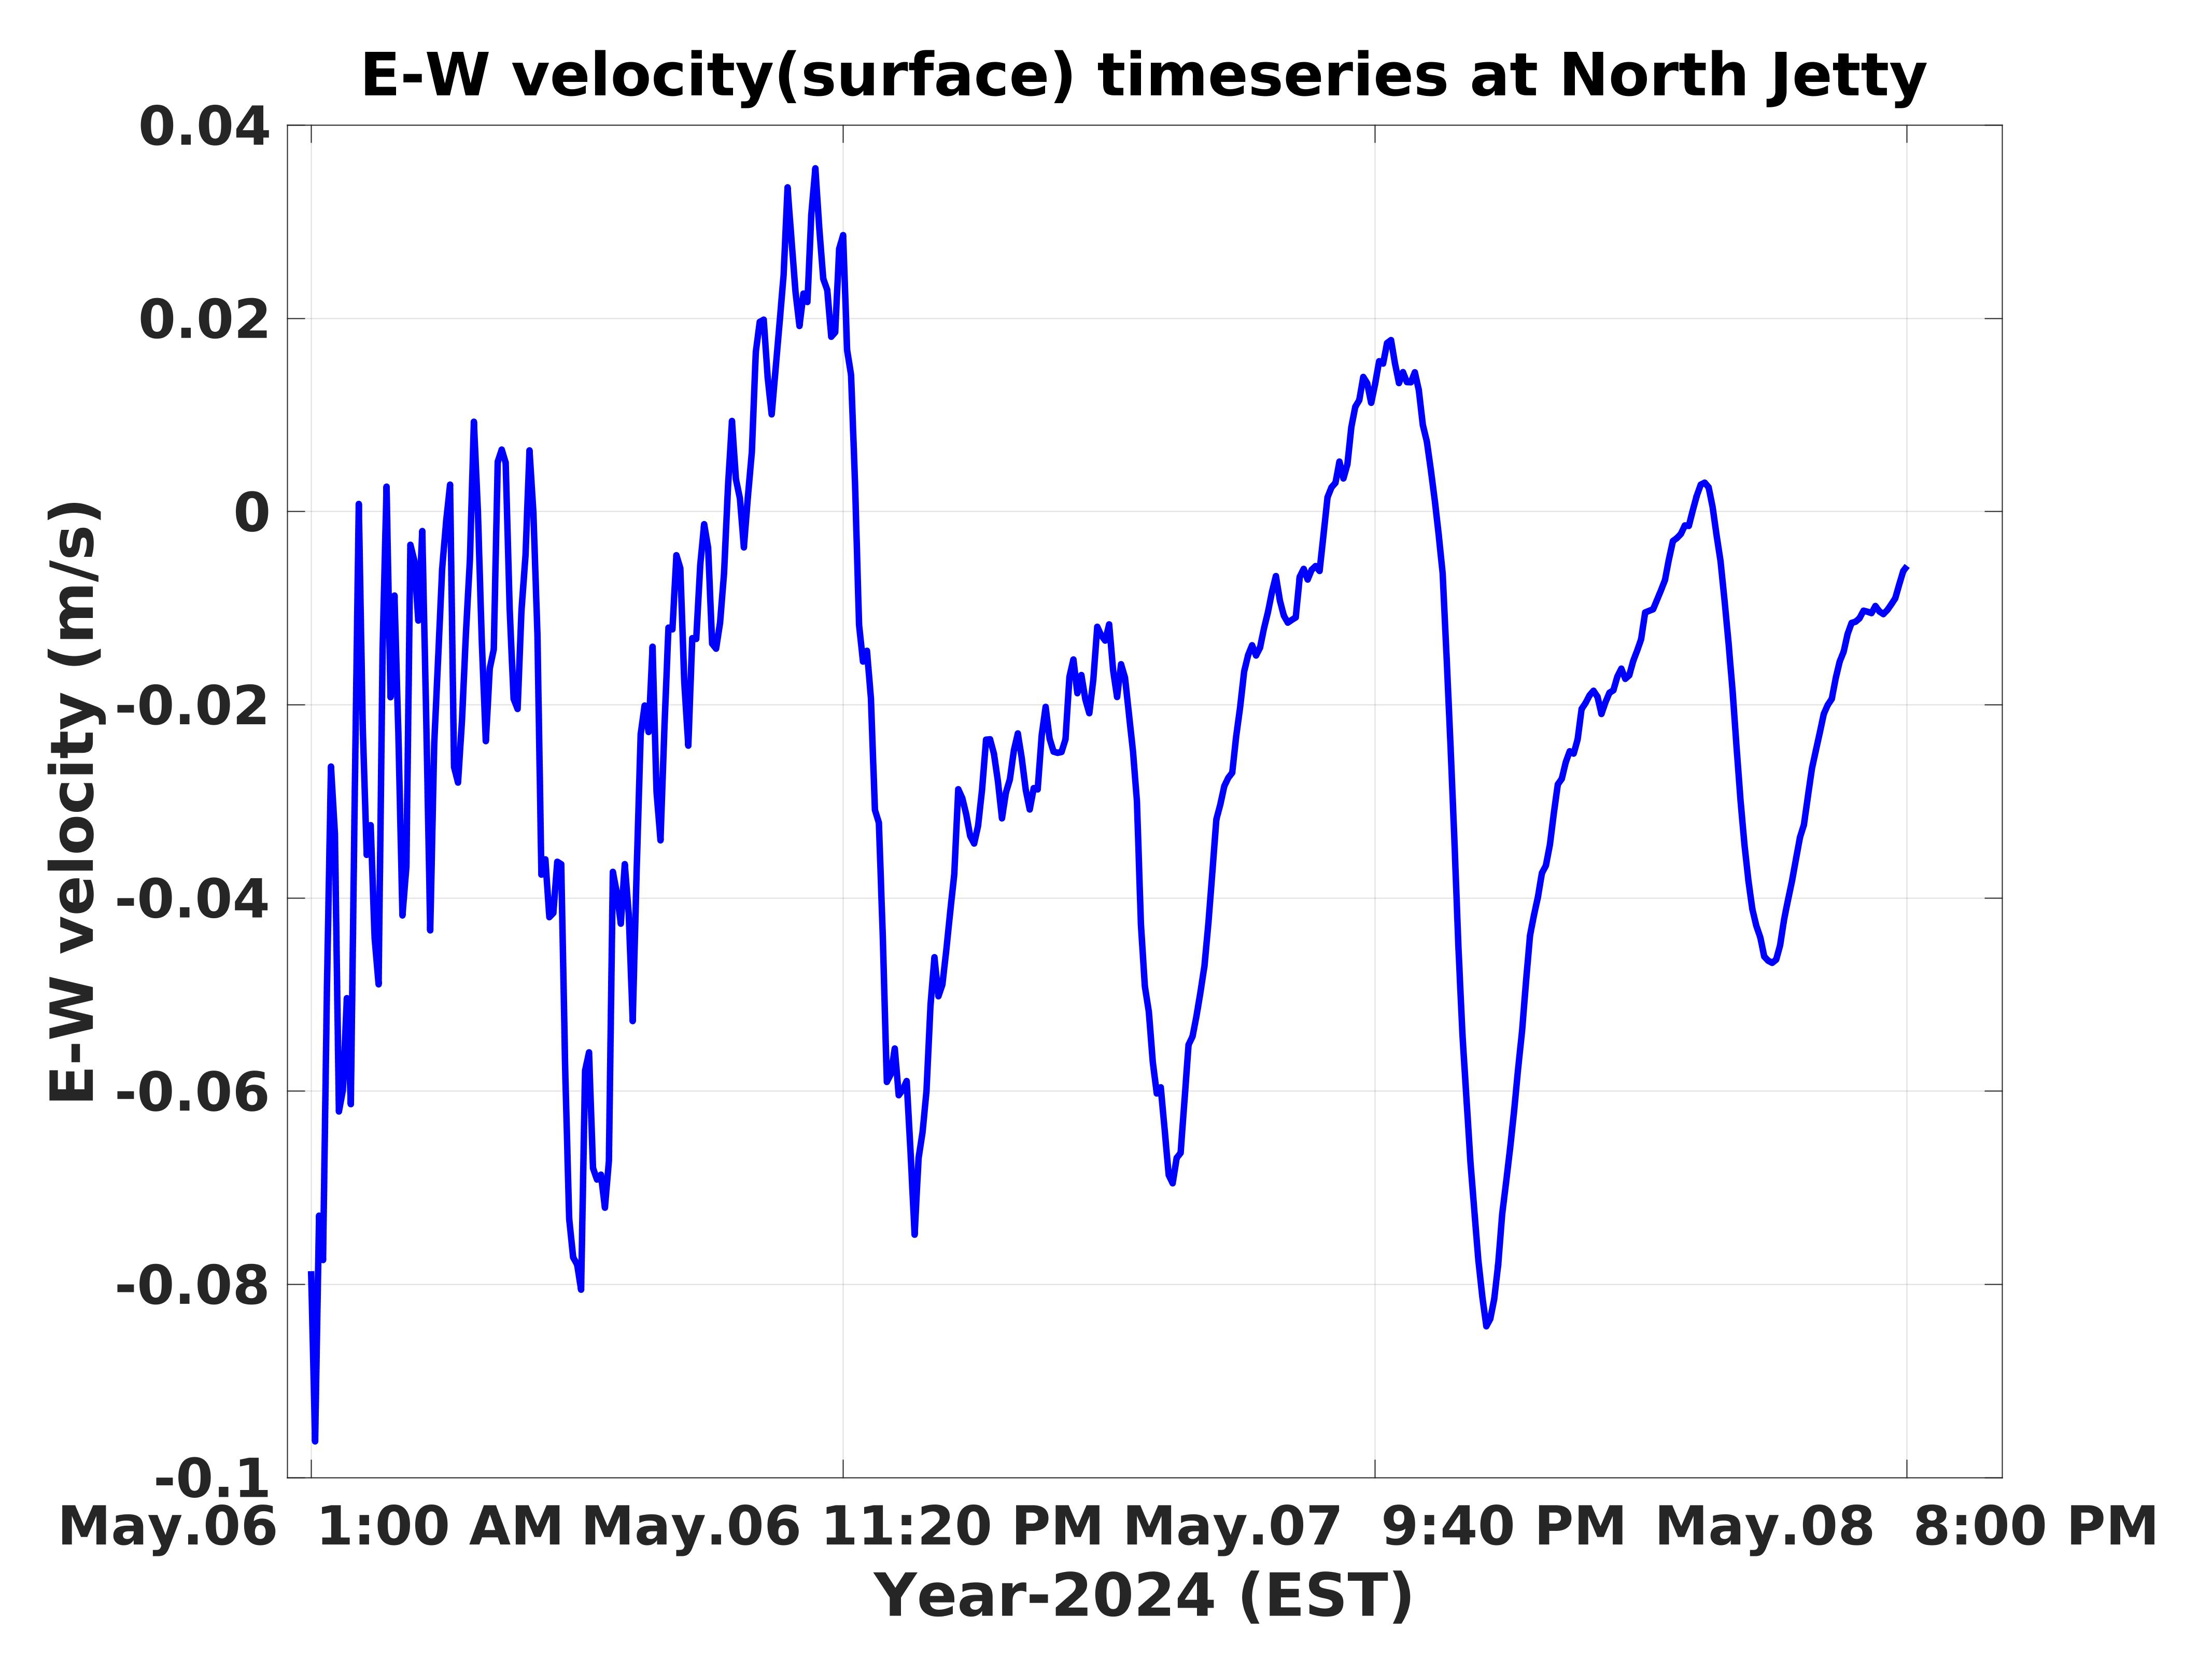 E-W velocity(surface) timeseries at North Jetty
0.04
0.02
0
-0.02
-0.04
-0.06
-0.08
-0.1
E-W velocity (m/s)
May.06 1:00 AM May.06 11:20 PM May.07 9:40 PM May.08 8:00 PM
Year-2024 (EST)